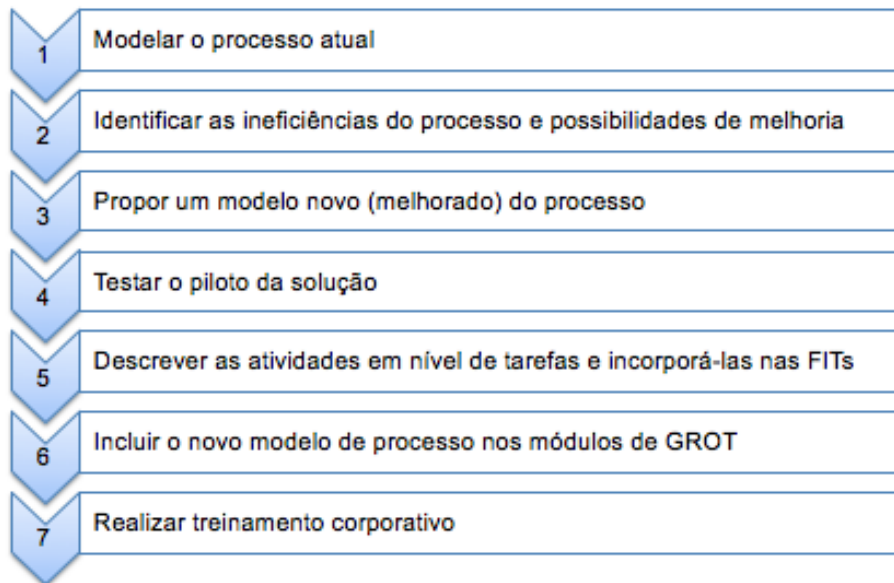 1 Modelar o processo atual
2 Identificar as ineficiências do processo e possibilidades de melhoria
3 Propor um modelo novo (melhorado) do processo
4 Testar o piloto da solução
5 Descrever as atividades em nível de tarefas e incorporá-las nas FITs
6 Incluir o novo modelo de processo nos módulos de GROT
7 Realizar treinamento corporativo